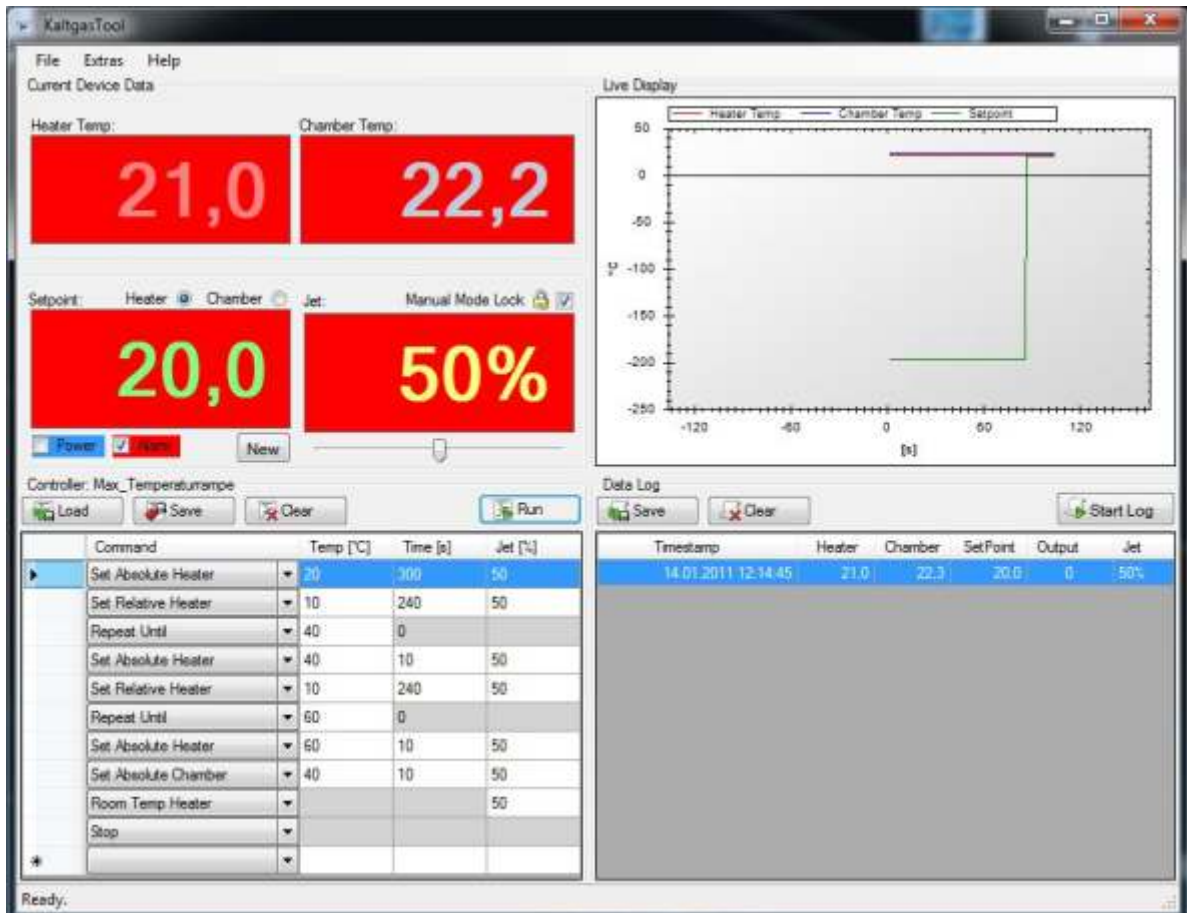 KaltgasTool
File Extras Help
Current Device Data
Live Display
Heater Temp: Chamber Temp:
21,0 22,2
Heater Temp Chamber Temp Setpoint
50
0
-50
-100
-150
-200
-250
°C
-120 -60 0 60 120
[s]
Setpoint: Heater Chamber Jet: Manual Mode Lock
20,0 50%
Power Alarm New
Controller: Max_Temperaturrampe
Load Save Clear Run
Command Temp [°C] Time [s] Jet [%]
Set Absolute Heater 20 300 50
Set Relative Heater 10 240 50
Repeat Until 40 0
Set Absolute Heater 40 10 50
Set Relative Heater 10 240 50
Repeat Until 60 0
Set Absolute Heater 60 10 50
Set Absolute Chamber 40 10 50
Room Temp Heater 50
Stop
Data Log
Save Clear Start Log
Timestamp Heater Chamber SetPoint Output Jet
14.01.2011 12:14:45 21.0 22.3 20.0 0 50%
Ready.